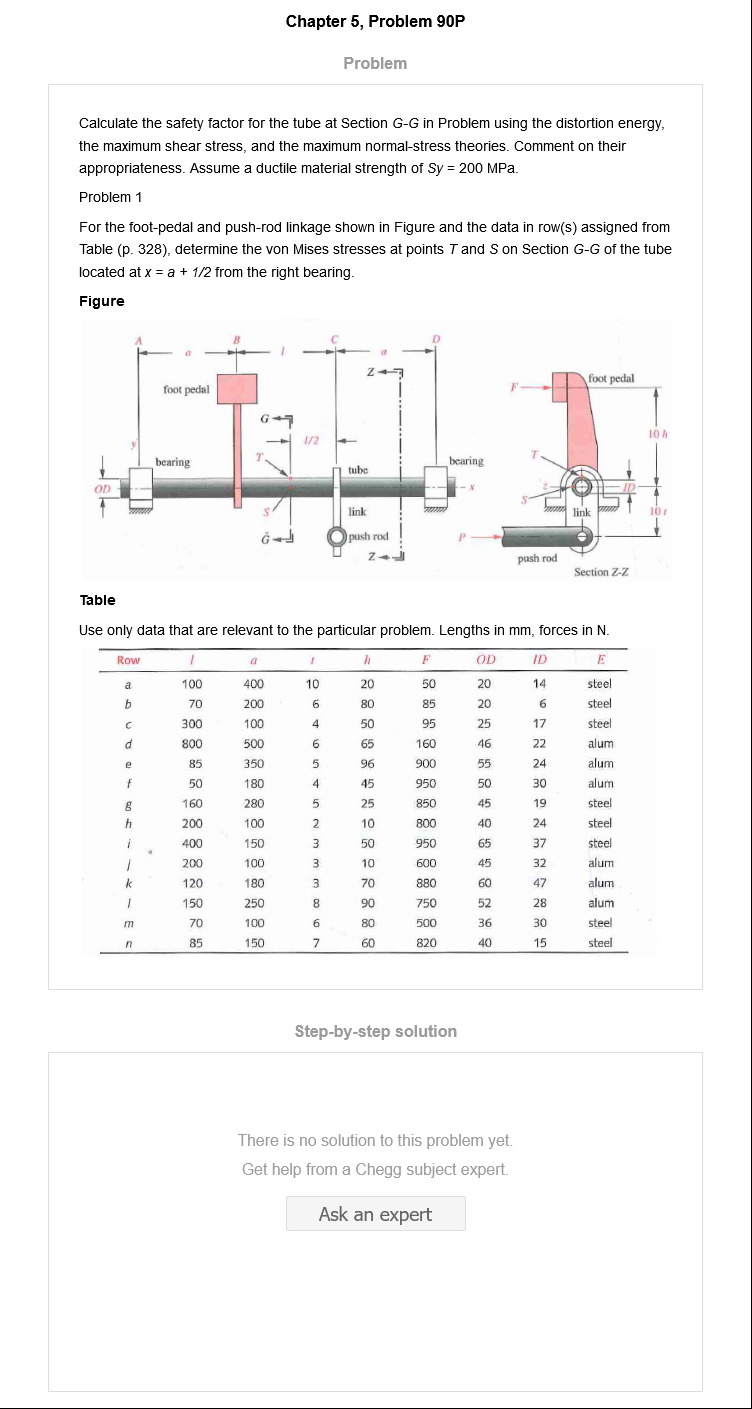 Chapter 5, Problem 90P
Problem
Calculate the safety factor for the tube at Section G-G in Problem using the distortion energy,
the maximum shear stress, and the maximum normal-stress theories. Comment on their
appropriateness. Assume a ductile material strength of Sy = 200 MPa.
Problem 1
For the foot-pedal and push-rod linkage shown in Figure and the data in row(s) assigned from
Table (p. 328), determine the von Mises stresses at points T and S on Section G-G of the tube
located at x = a + 1/2 from the right bearing.
Figure
A
B
C
D
a
l
a
Z
foot pedal
F
foot pedal
G
l/2
10 h
y
bearing
T
tube
bearing
T
OD
x
z
ID
S
S
link
link
10 t
G
push rod
P
Z
push rod
Section Z-Z
Table
Use only data that are relevant to the particular problem. Lengths in mm, forces in N.
Row l a t h F OD ID E
a 100 400 10 20 50 20 14 steel
b 70 200 6 80 85 20 6 steel
c 300 100 4 50 95 25 17 steel
d 800 500 6 65 160 46 22 alum
e 85 350 5 96 900 55 24 alum
f 50 180 4 45 950 50 30 alum
g 160 280 5 25 850 45 19 steel
h 200 100 2 10 800 40 24 steel
i 400 150 3 50 950 65 37 steel
j 200 100 3 10 600 45 32 alum
k 120 180 3 70 880 60 47 alum
l 150 250 8 90 750 52 28 alum
m 70 100 6 80 500 36 30 steel
n 85 150 7 60 820 40 15 steel
Step-by-step solution
There is no solution to this problem yet.
Get help from a Chegg subject expert.
Ask an expert